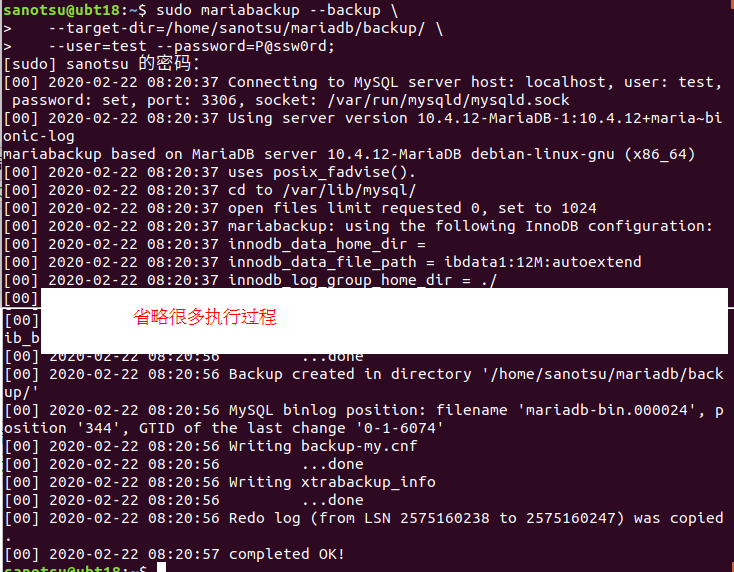 sanotsu@ubt18:~$ sudo mariabackup --backup \
>    --target-dir=/home/sanotsu/mariadb/backup/ \
>    --user=test --password=P@ssw0rd;
[sudo] sanotsu 的密码：
[00] 2020-02-22 08:20:37 Connecting to MySQL server host: localhost, user: test,
 password: set, port: 3306, socket: /var/run/mysqld/mysqld.sock
[00] 2020-02-22 08:20:37 Using server version 10.4.12-MariaDB-1:10.4.12+maria~bi
onic-log
mariabackup based on MariaDB server 10.4.12-MariaDB debian-linux-gnu (x86_64)
[00] 2020-02-22 08:20:37 uses posix_fadvise().
[00] 2020-02-22 08:20:37 cd to /var/lib/mysql/
[00] 2020-02-22 08:20:37 open files limit requested 0, set to 1024
[00] 2020-02-22 08:20:37 mariabackup: using the following InnoDB configuration:
[00] 2020-02-22 08:20:37 innodb_data_home_dir =
[00] 2020-02-22 08:20:37 innodb_data_file_path = ibdata1:12M:autoextend
[00] 2020-02-22 08:20:37 innodb_log_group_home_dir = ./
[00]
省略很多执行过程
[00]
ib_b
[00] 2020-02-22 08:20:56         ...done
[00] 2020-02-22 08:20:56 Backup created in directory '/home/sanotsu/mariadb/back
up/'
[00] 2020-02-22 08:20:56 MySQL binlog position: filename 'mariadb-bin.000024', p
osition '344', GTID of the last change '0-1-6074'
[00] 2020-02-22 08:20:56 Writing backup-my.cnf
[00] 2020-02-22 08:20:56         ...done
[00] 2020-02-22 08:20:56 Writing xtrabackup_info
[00] 2020-02-22 08:20:56         ...done
[00] 2020-02-22 08:20:56 Redo log (from LSN 2575160238 to 2575160247) was copied
.
[00] 2020-02-22 08:20:57 completed OK!
sanotsu@ubt18:~$